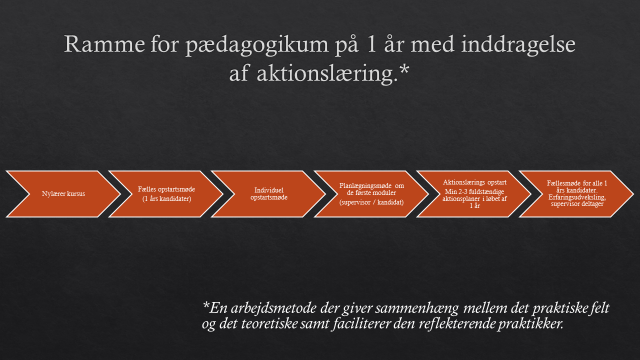 Ramme for pædagogikum på 1 år med inddragelse
af aktionslæring.*
Nylærer kursus
Fælles opstartsmøde
(1 års kandidater)
Individuel
opstartsmøde
Planlægningsmøde om
de første moduler
(supervisor / kandidat)
Aktionslærings opstart
Min 2-3 fuldstændige
aktionsplaner i løbet af
1 år
Fællesmøde for alle 1
års kandidater.
Erfaringsudveksling,
supervisor deltager
*En arbejdsmetode der giver sammenhæng mellem det praktiske felt
og det teoretiske samt faciliterer den reflekterende praktikker.